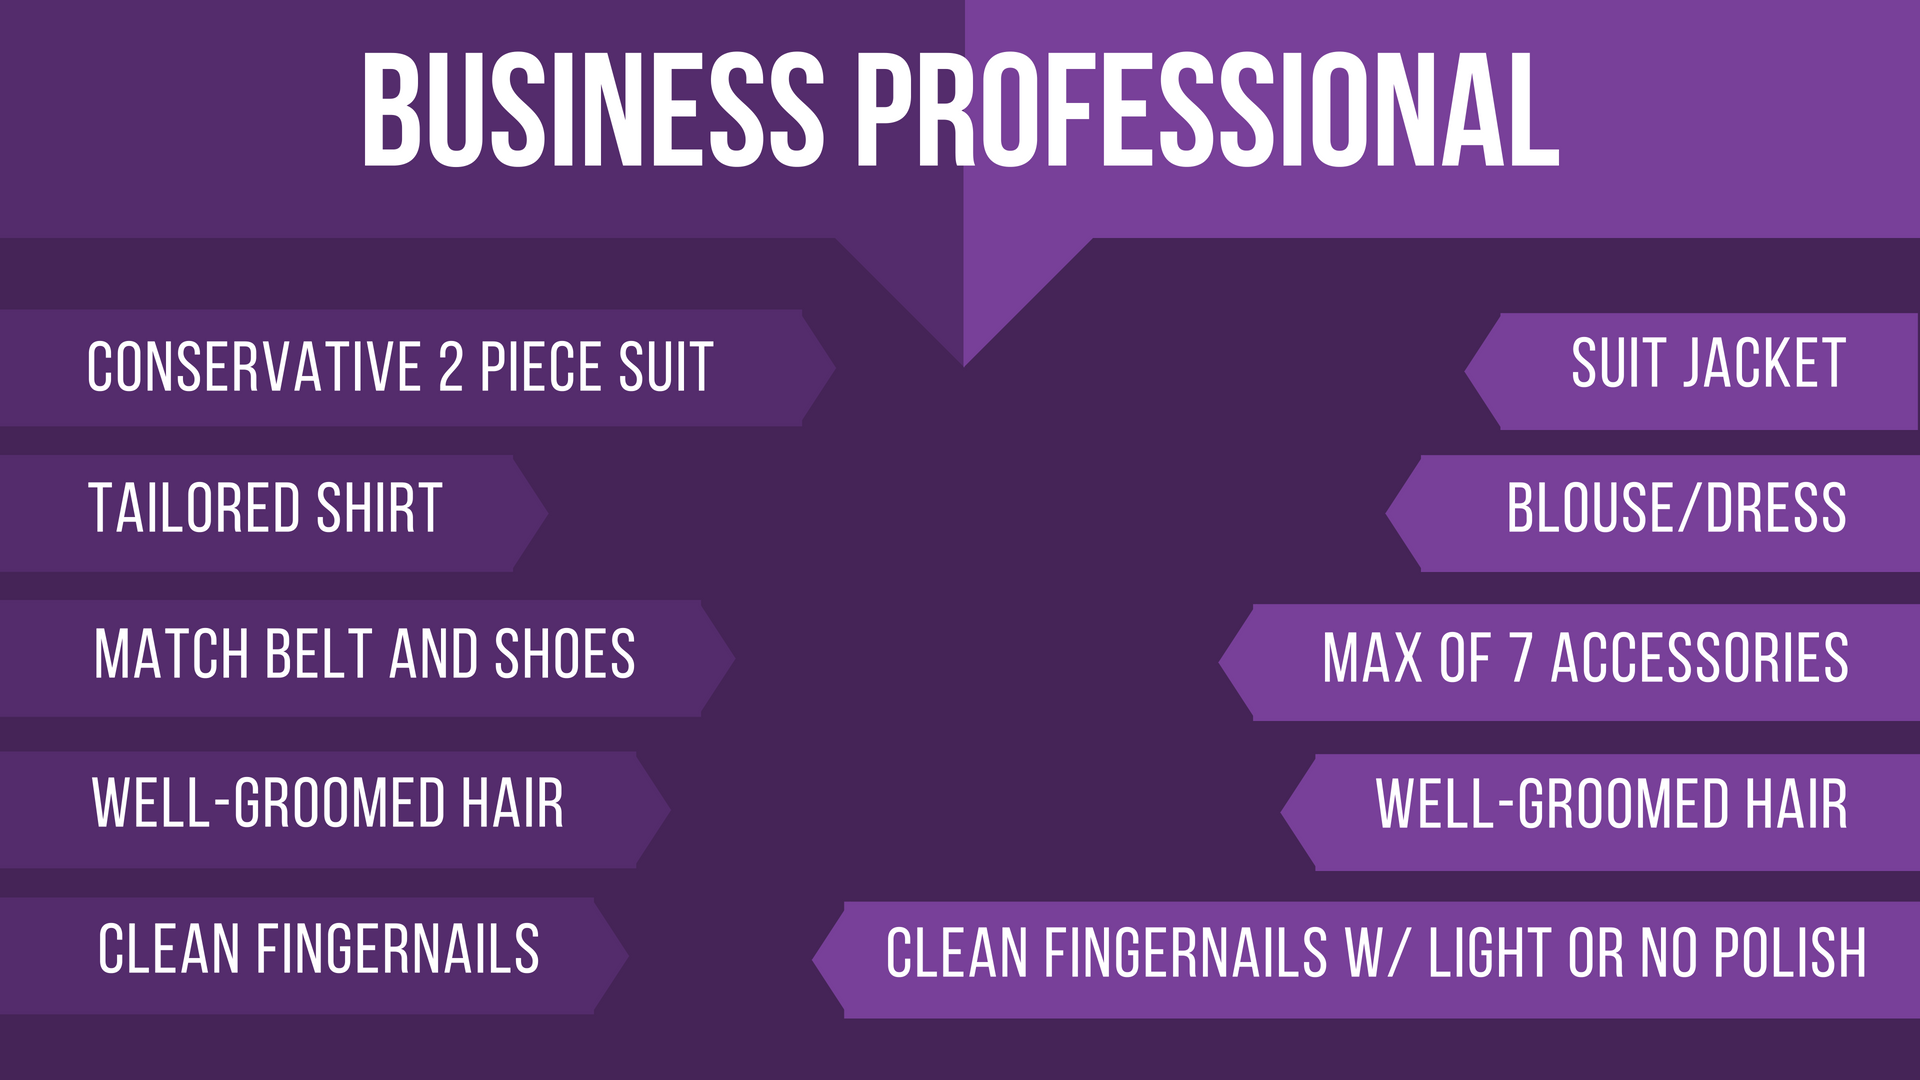 BUSINESS PROFESSIONAL
CONSERVATIVE 2 PIECE SUIT
TAILORED SHIRT
MATCH BELT AND SHOES
WELL-GROOMED HAIR
CLEAN FINGERNAILS
SUIT JACKET
BLOUSE/DRESS
MAX OF 7 ACCESSORIES
WELL-GROOMED HAIR
CLEAN FINGERNAILS W/ LIGHT OR NO POLISH